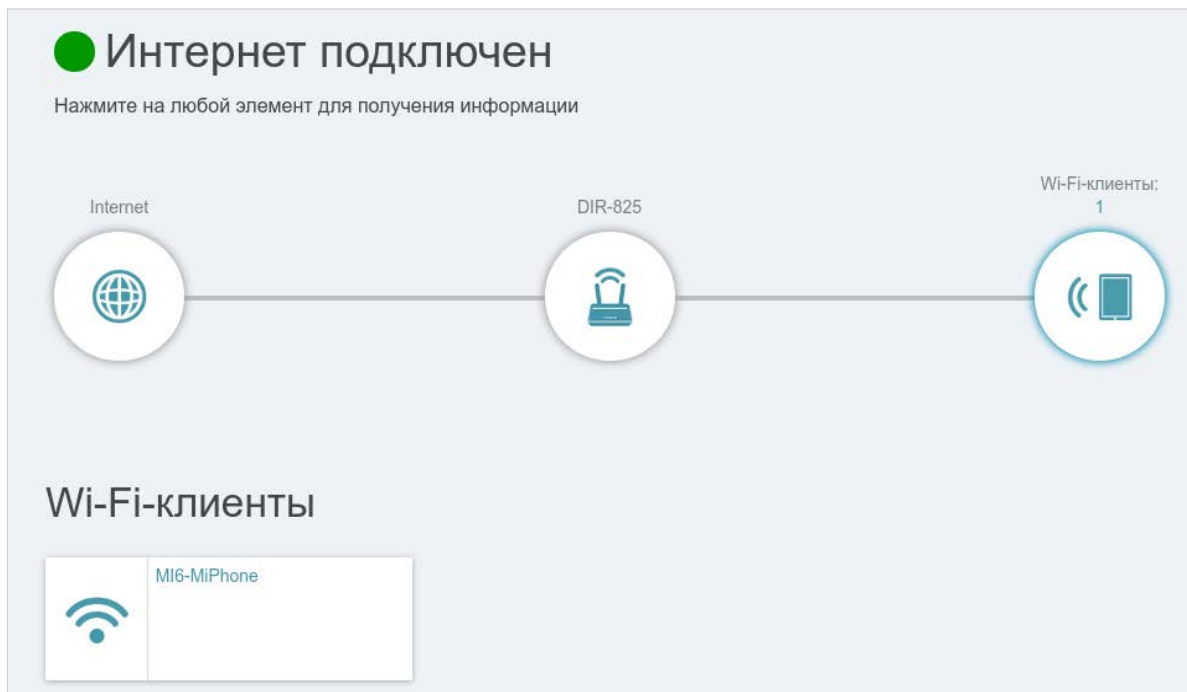 Интернет подключен
Нажмите на любой элемент для получения информации
Wi-Fi-клиенты:
Internet
DIR-825
1
Wi-Fi-клиенты
MI6-MiPhone